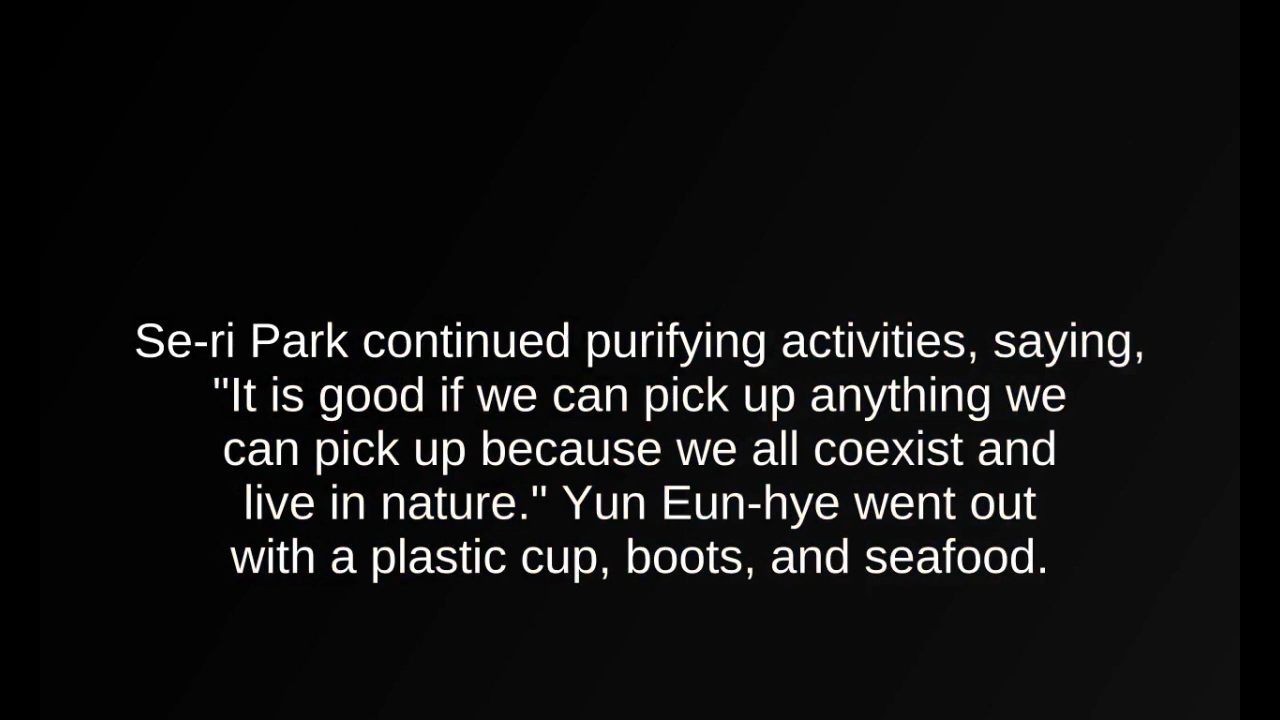 Se-ri Park continued purifying activities, saying,
"It is good if we can pick up anything we
can pick up because we all coexist and
live in nature." Yun Eun-hye went out
with a plastic cup, boots, and seafood.